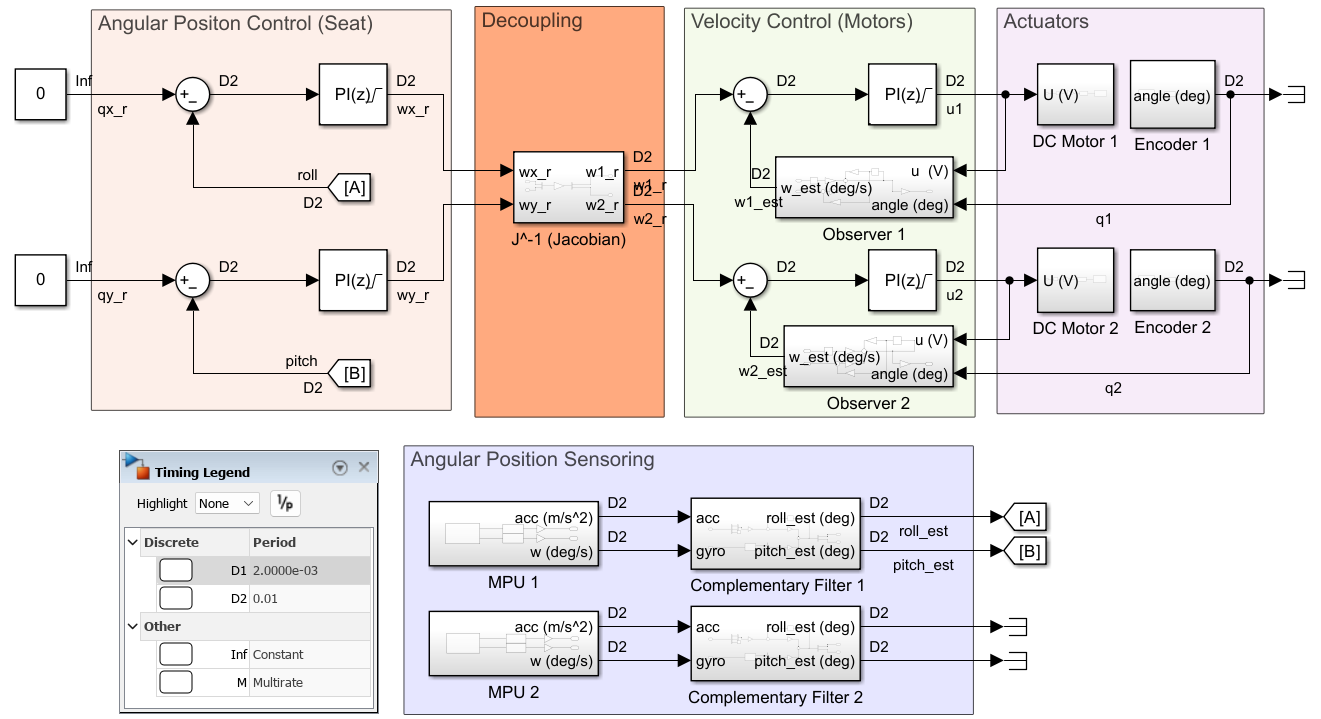 Angular Positon Control (Seat)
0
Inf
qx_r
+_
D2
PI(z)
D2
wx_r
roll
D2
[A]
0
Inf
qy_r
+_
D2
PI(z)
D2
wy_r
pitch
D2
[B]
Decoupling
wx_r
w1_r
wy_r
w2_r
J^-1 (Jacobian)
D2
w1_r
D2
w2_r
Velocity Control (Motors)
+_
D2
PI(z)
D2
u1
D2
w1_est
w_est (deg/s)
u (V)
angle (deg)
Observer 1
+_
D2
PI(z)
D2
u2
D2
w2_est
w_est (deg/s)
u (V)
angle (deg)
Observer 2
Actuators
U (V)
DC Motor 1
angle (deg)
Encoder 1
D2
q1
U (V)
DC Motor 2
angle (deg)
Encoder 2
D2
q2
Timing Legend
Highlight None 1/p
Discrete Period
D1 2.0000e-03
D2 0.01
Other
Inf Constant
M Multirate
Angular Position Sensoring
acc (m/s^2)
w (deg/s)
MPU 1
D2
D2
acc
gyro
roll_est (deg)
pitch_est (deg)
Complementary Filter 1
D2
roll_est
[A]
D2
pitch_est
[B]
acc (m/s^2)
w (deg/s)
MPU 2
D2
D2
acc
gyro
roll_est (deg)
pitch_est (deg)
Complementary Filter 2
D2
D2